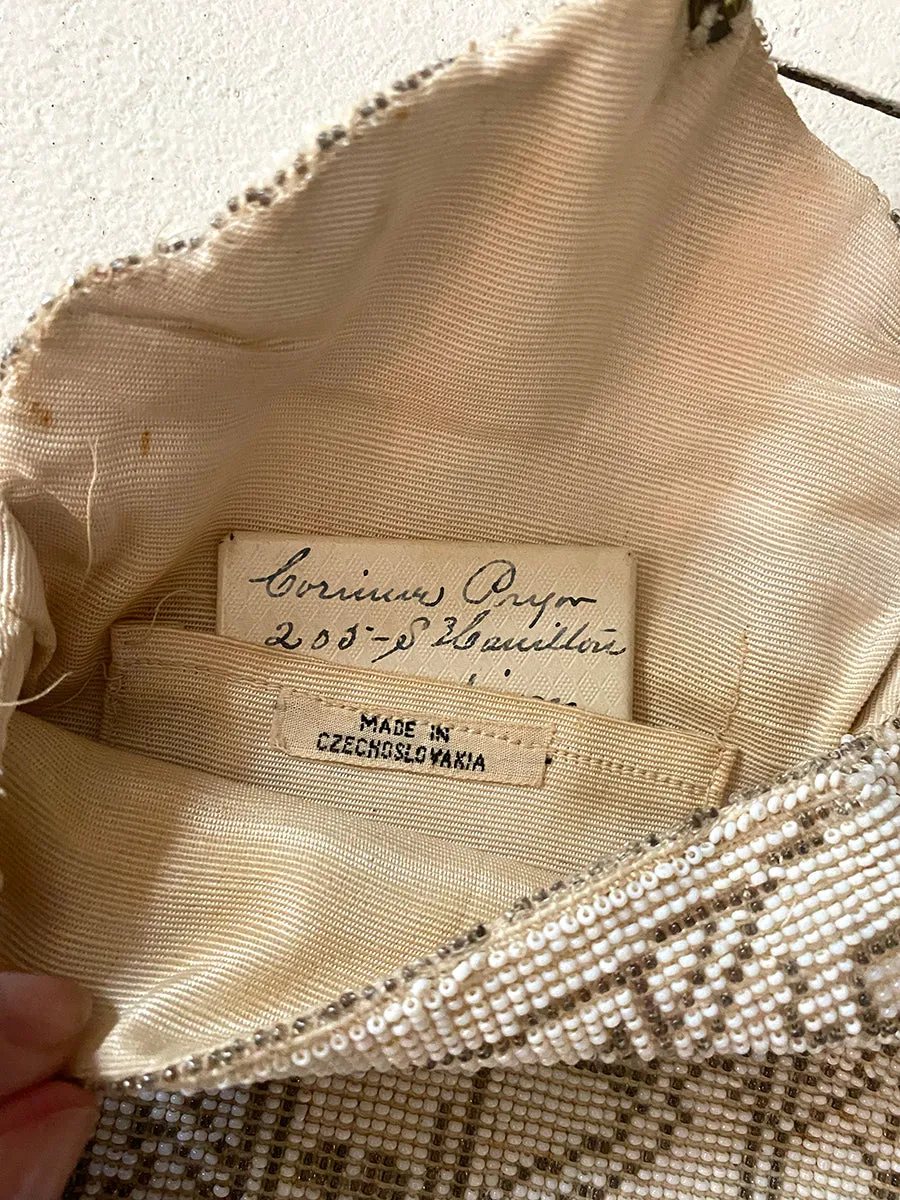 Corinne Pryor
205-S Hamilton
MADE IN
CZECHOSLOVAKIA